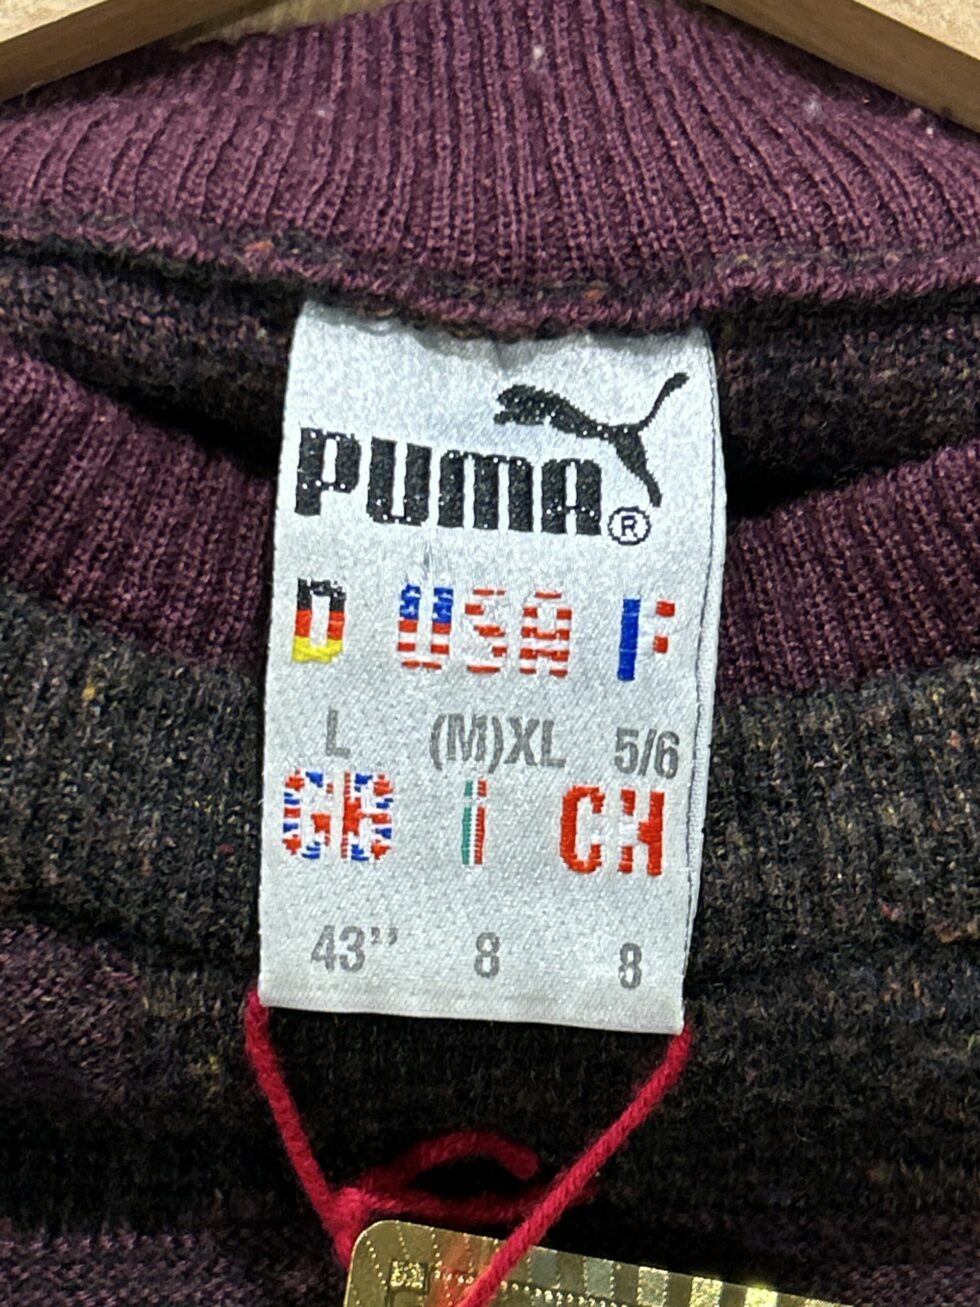 PUMA®
D USA F
L (M)XL 5/6
GB I CH
43" 8 8